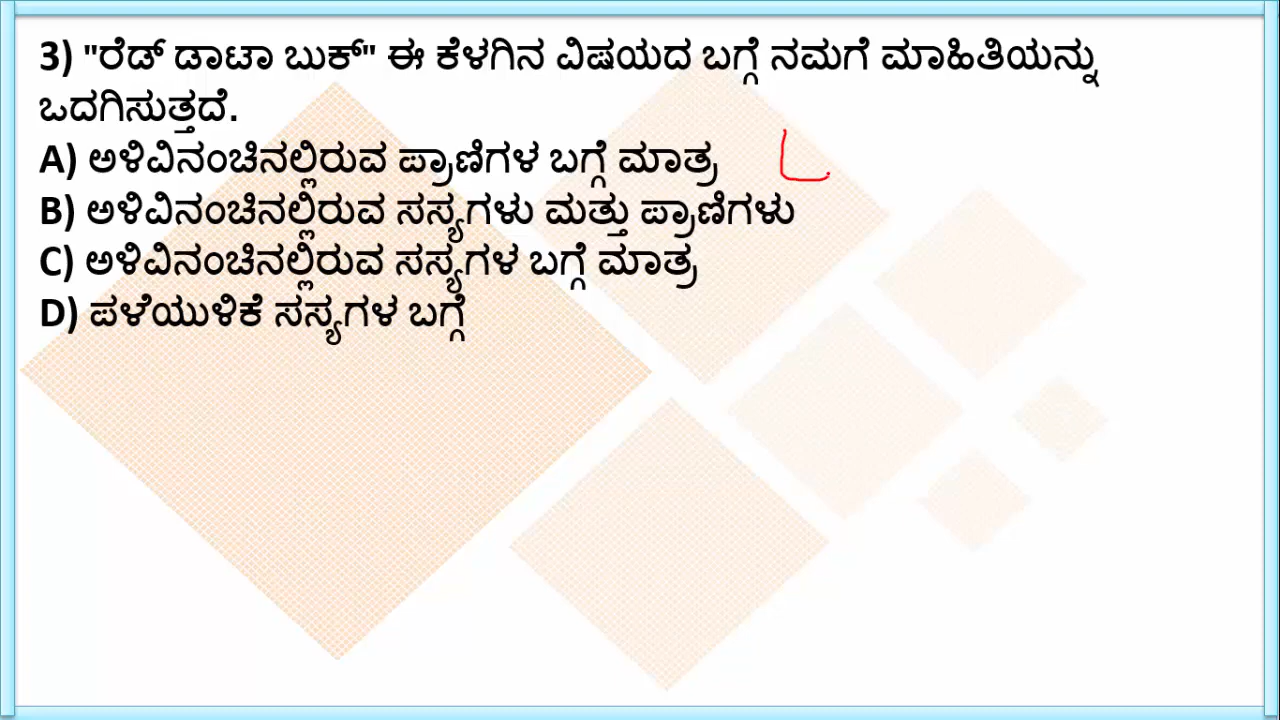 3) "ರೆಡ್ ಡಾಟಾ ಬುಕ್" ಈ ಕೆಳಗಿನ ವಿಷಯದ ಬಗ್ಗೆ ನಮಗೆ ಮಾಹಿತಿಯನ್ನು
ಒದಗಿಸುತ್ತದೆ.
A) ಅಳಿವಿನಂಚಿನಲ್ಲಿರುವ ಪ್ರಾಣಿಗಳ ಬಗ್ಗೆ ಮಾತ್ರ
B) ಅಳಿವಿನಂಚಿನಲ್ಲಿರುವ ಸಸ್ಯಗಳು ಮತ್ತು ಪ್ರಾಣಿಗಳು
C) ಅಳಿವಿನಂಚಿನಲ್ಲಿರುವ ಸಸ್ಯಗಳ ಬಗ್ಗೆ ಮಾತ್ರ
D) ಪಳೆಯುಳಿಕೆ ಸಸ್ಯಗಳ ಬಗ್ಗೆ